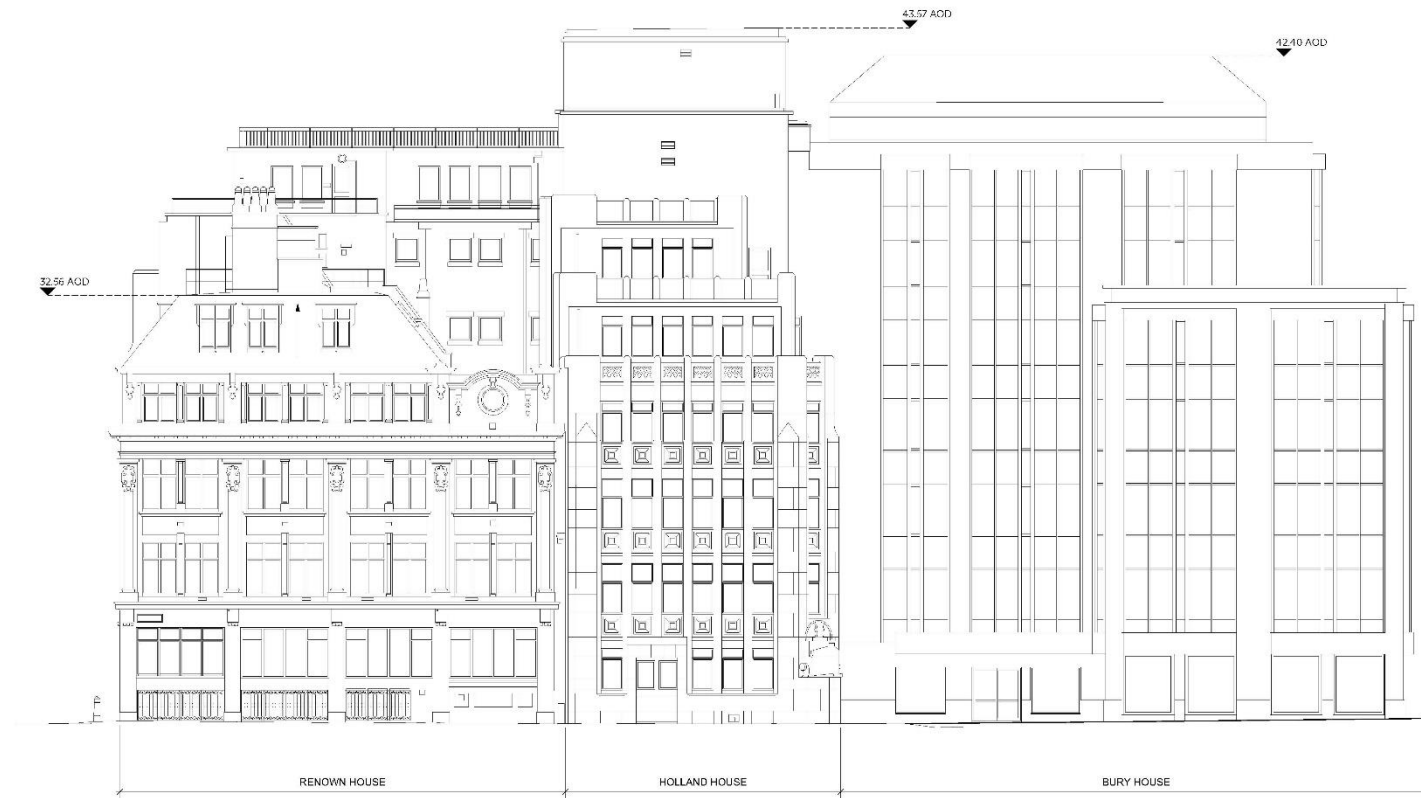 43.57 AOD
42.40 AOD
32.56 AOD
RENOWN HOUSE
HOLLAND HOUSE
BURY HOUSE